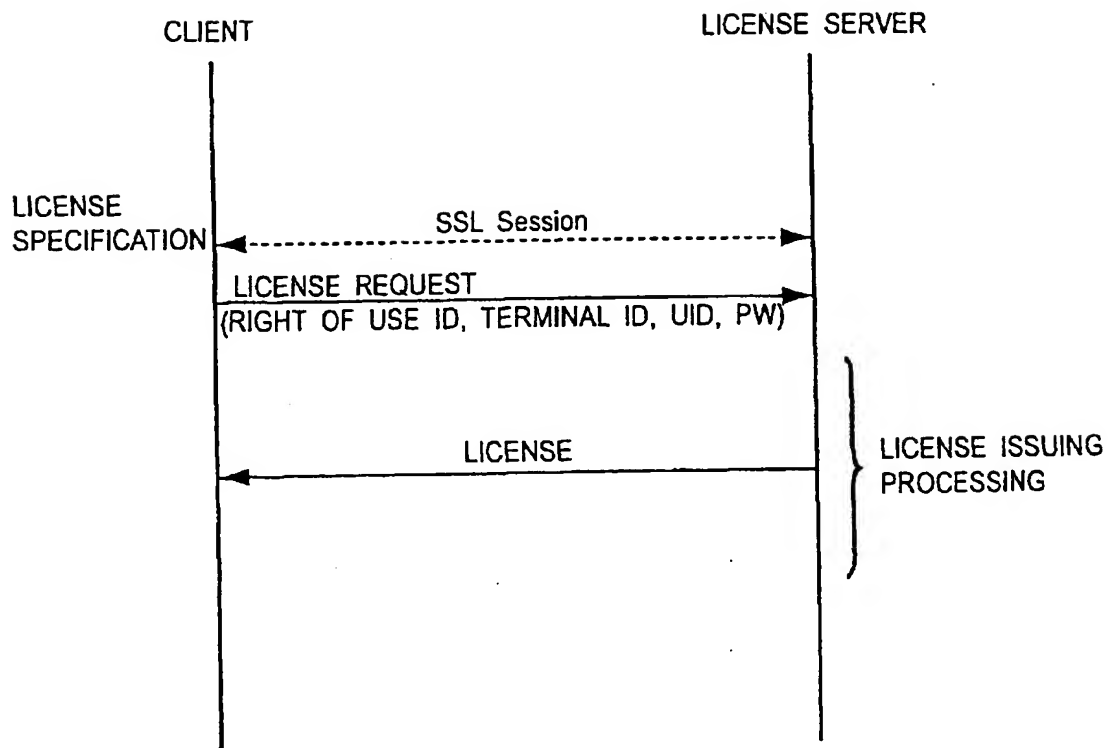 CLIENT
LICENSE SERVER
LICENSE
SPECIFICATION
SSL Session
LICENSE REQUEST
(RIGHT OF USE ID, TERMINAL ID, UID, PW)
LICENSE
LICENSE ISSUING
PROCESSING